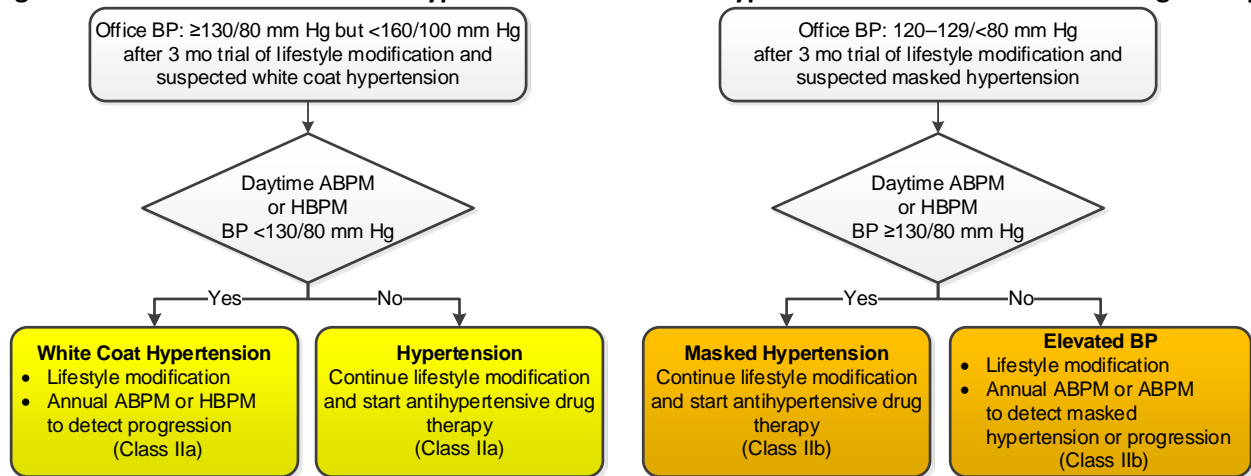 Office BP: ≥130/80 mm Hg but <160/100 mm Hg
after 3 mo trial of lifestyle modification and
suspected white coat hypertension
Daytime ABPM
or HBPM
BP <130/80 mm Hg
Yes
No
White Coat Hypertension
• Lifestyle modification
• Annual ABPM or HBPM
to detect progression
(Class IIa)
Hypertension
Continue lifestyle modification
and start antihypertensive drug
therapy
(Class IIa)
Office BP: 120–129/<80 mm Hg
after 3 mo trial of lifestyle modification and
suspected masked hypertension
Daytime ABPM
or HBPM
BP ≥130/80 mm Hg
Yes
No
Masked Hypertension
Continue lifestyle modification
and start antihypertensive drug
therapy
(Class IIb)
Elevated BP
• Lifestyle modification
• Annual ABPM or ABPM
to detect masked
hypertension or progression
(Class IIb)